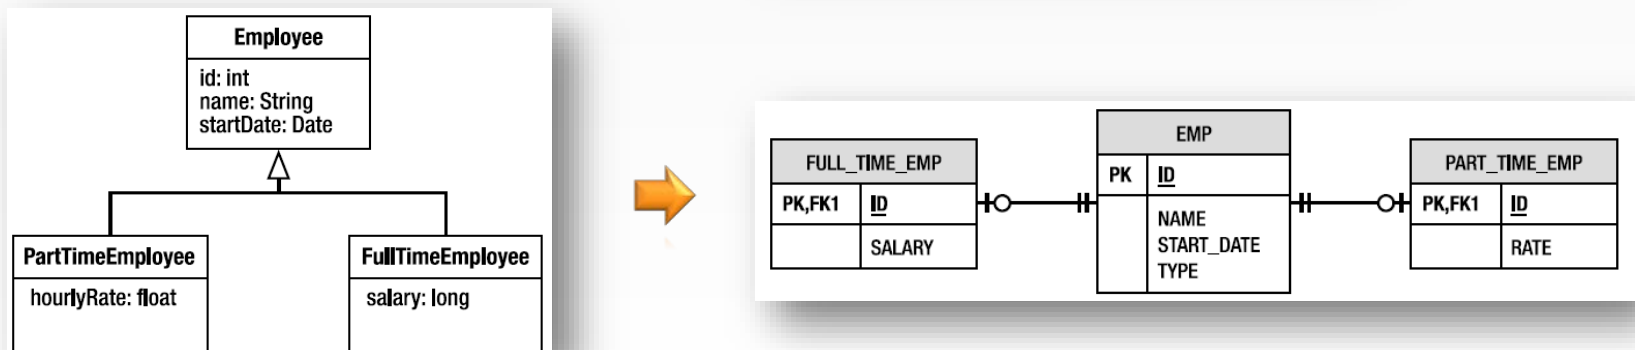 Employee
id: int
name: String
startDate: Date
PartTimeEmployee
hourlyRate: float
FullTimeEmployee
salary: long
FULL_TIME_EMP
PK,FK1 ID
SALARY
EMP
PK ID
NAME
START_DATE
TYPE
PART_TIME_EMP
PK,FK1 ID
RATE